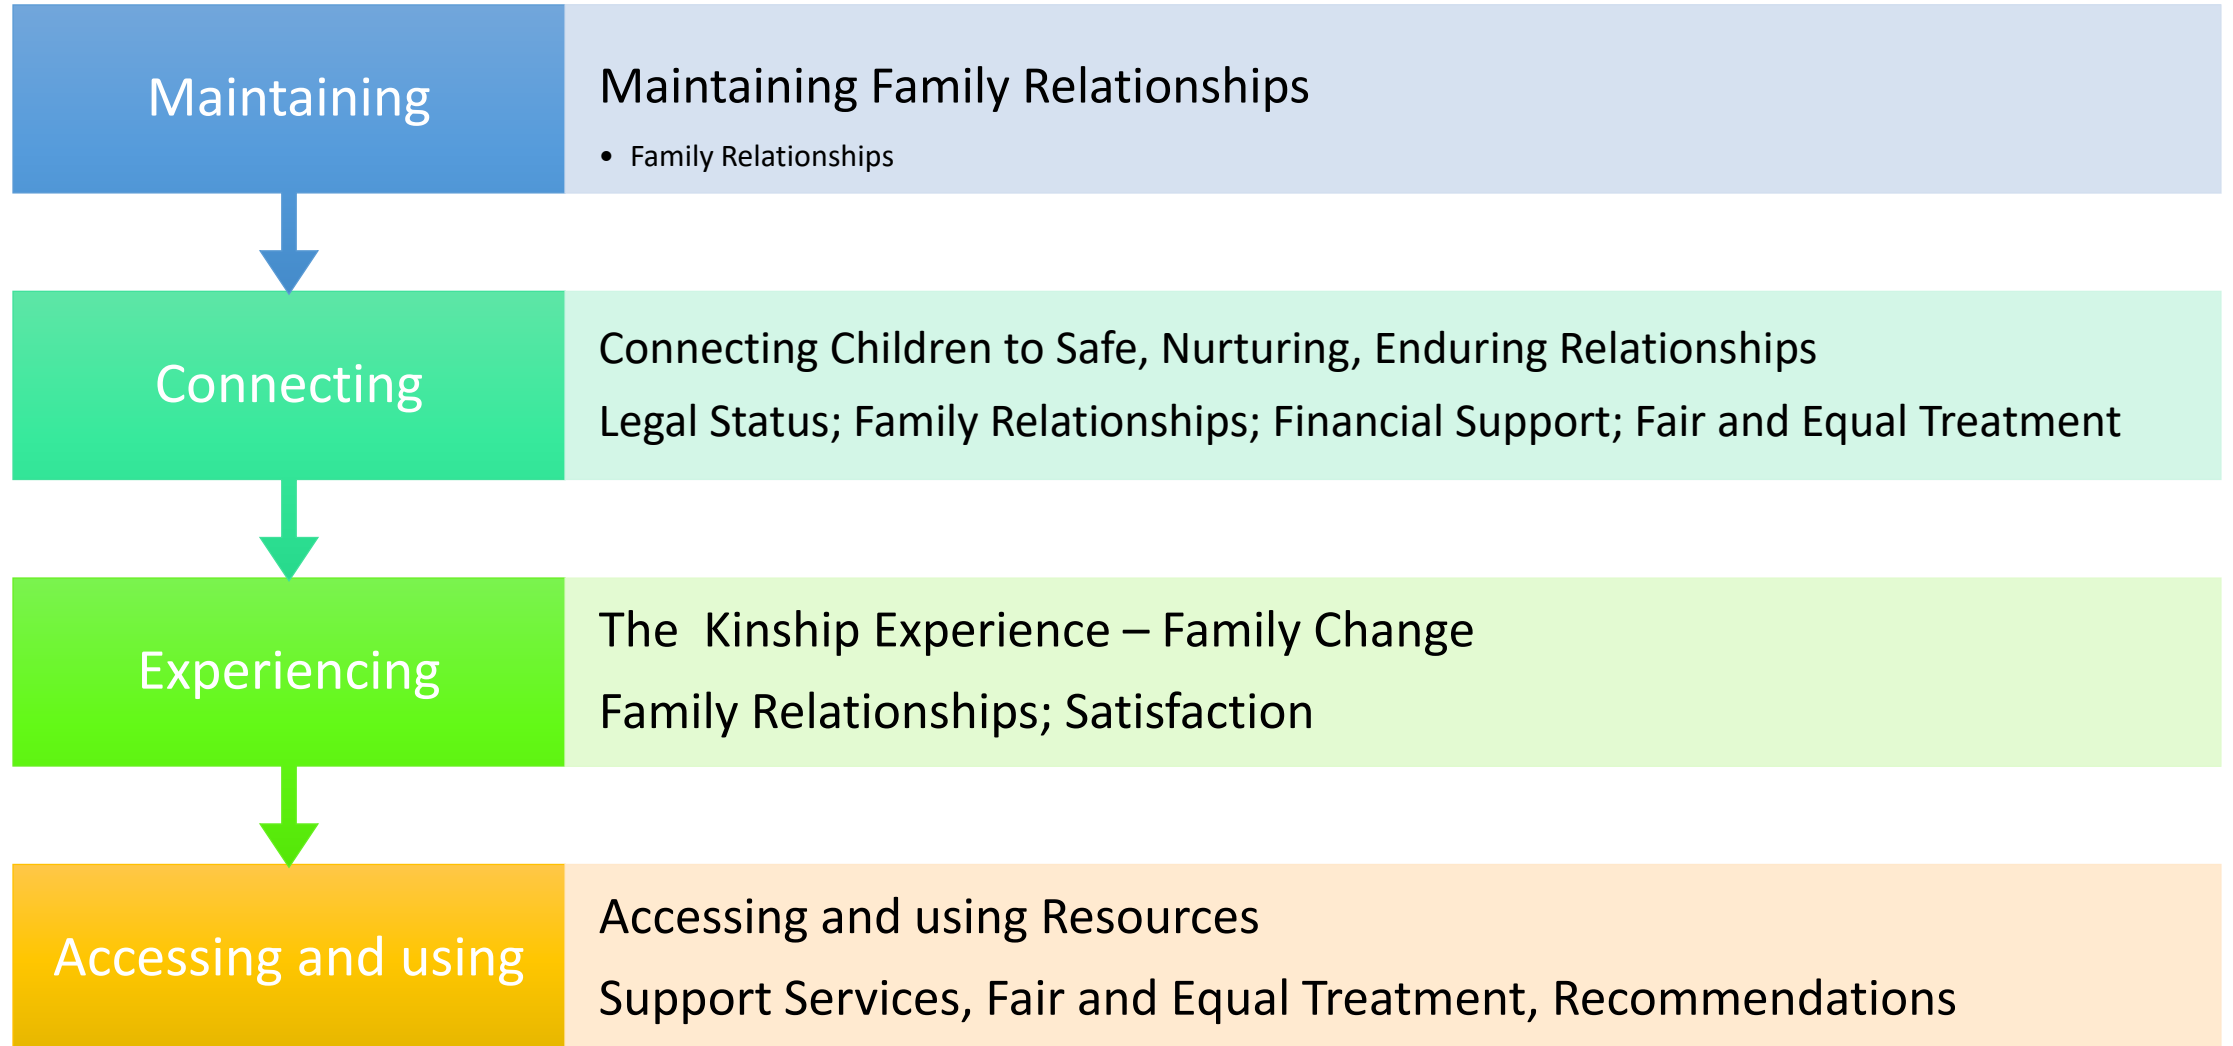 Maintaining
Maintaining Family Relationships
• Family Relationships
Connecting
Connecting Children to Safe, Nurturing, Enduring Relationships
Legal Status; Family Relationships; Financial Support; Fair and Equal Treatment
Experiencing
The  Kinship Experience – Family Change
Family Relationships; Satisfaction
Accessing and using
Accessing and using Resources
Support Services, Fair and Equal Treatment, Recommendations